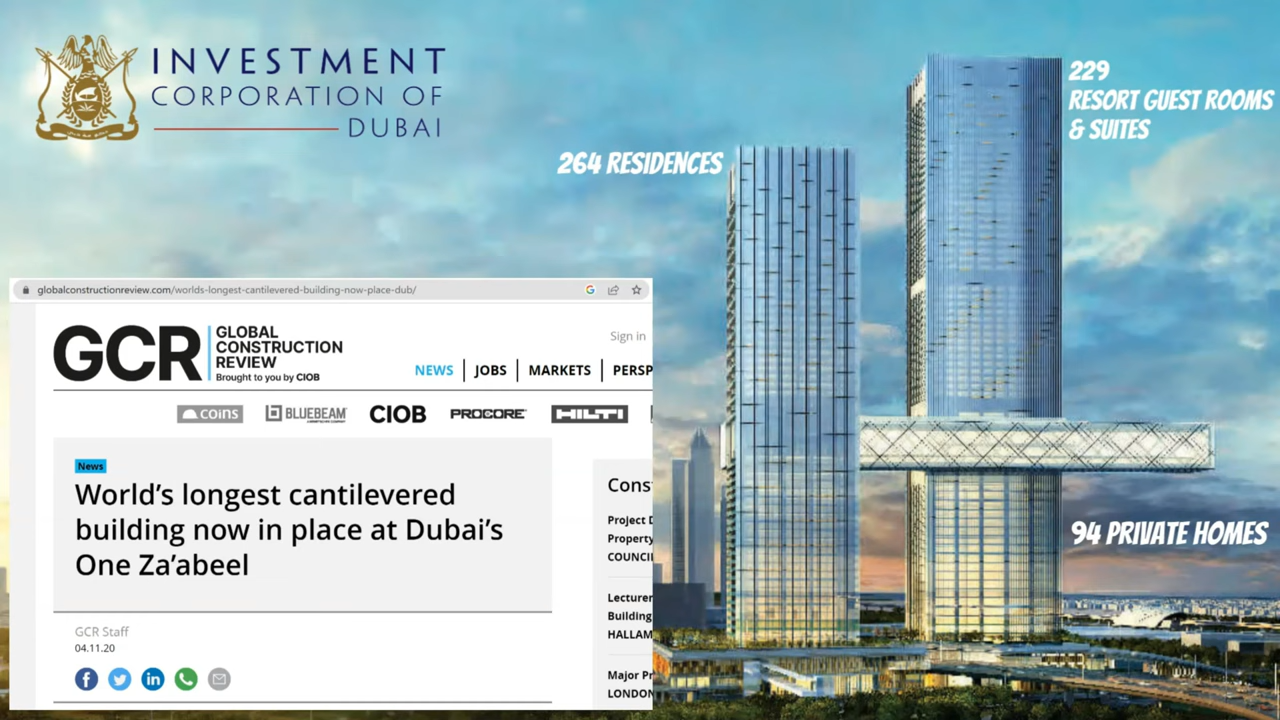 INVESTMENT
CORPORATION OF
DUBAI
229
RESORT GUEST ROOMS
& SUITES
264 RESIDENCES
globalconstructionreview.com/worlds-longest-cantilevered-building-now-place-dub/
GCR
GLOBAL
CONSTRUCTION
REVIEW
Brought to you by CIOB
Sign in
NEWS
JOBS
MARKETS
PERSP
COINS
BLUEBEAM
CIOB
PROCORE
HILTI
News
World's longest cantilevered
building now in place at Dubai's
One Za'abeel
GCR Staff
04.11.20
Cons
Project D
Property
COUNCI
Lecturer
Building
HALLAM
Major Pr
LONDON
94 PRIVATE HOMES